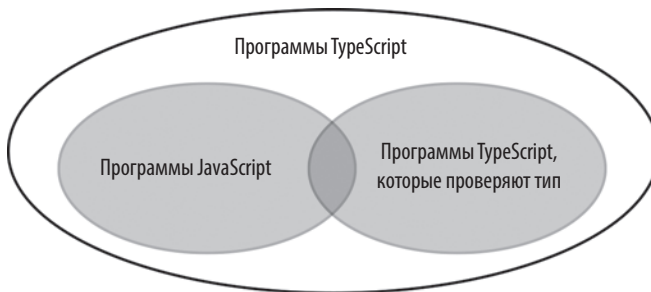 Программы TypeScript
Программы JavaScript
Программы TypeScript,
которые проверяют тип